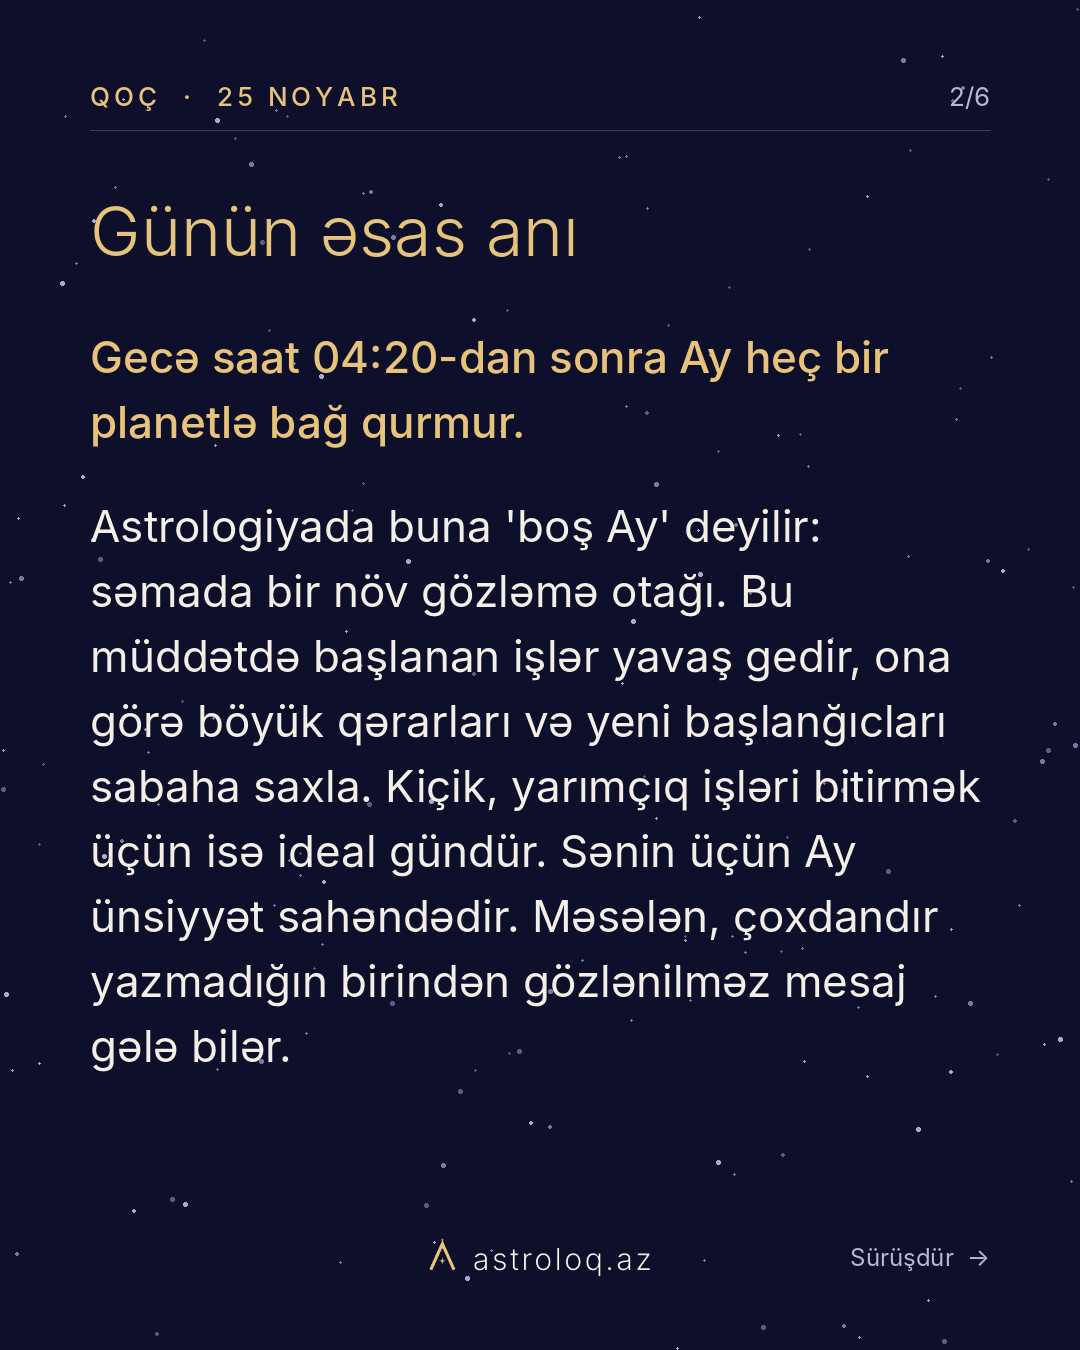 QOÇ · 25 NOYABR
2/6
Günün əsas anı
Gecə saat 04:20-dan sonra Ay heç bir
planetlə bağ qurmur.
Astrologiyada buna 'boş Ay' deyilir:
səmada bir növ gözləmə otağı. Bu
müddətdə başlanan işlər yavaş gedir, ona
görə böyük qərarları və yeni başlanğıcları
sabaha saxla. Kiçik, yarımçıq işləri bitirmək
üçün isə ideal gündür. Sənin üçün Ay
ünsiyyət sahəndədir. Məsələn, çoxdandır
yazmadığın birindən gözlənilməz mesaj
gələ bilər.
astroloq.az
Sürüşdür →